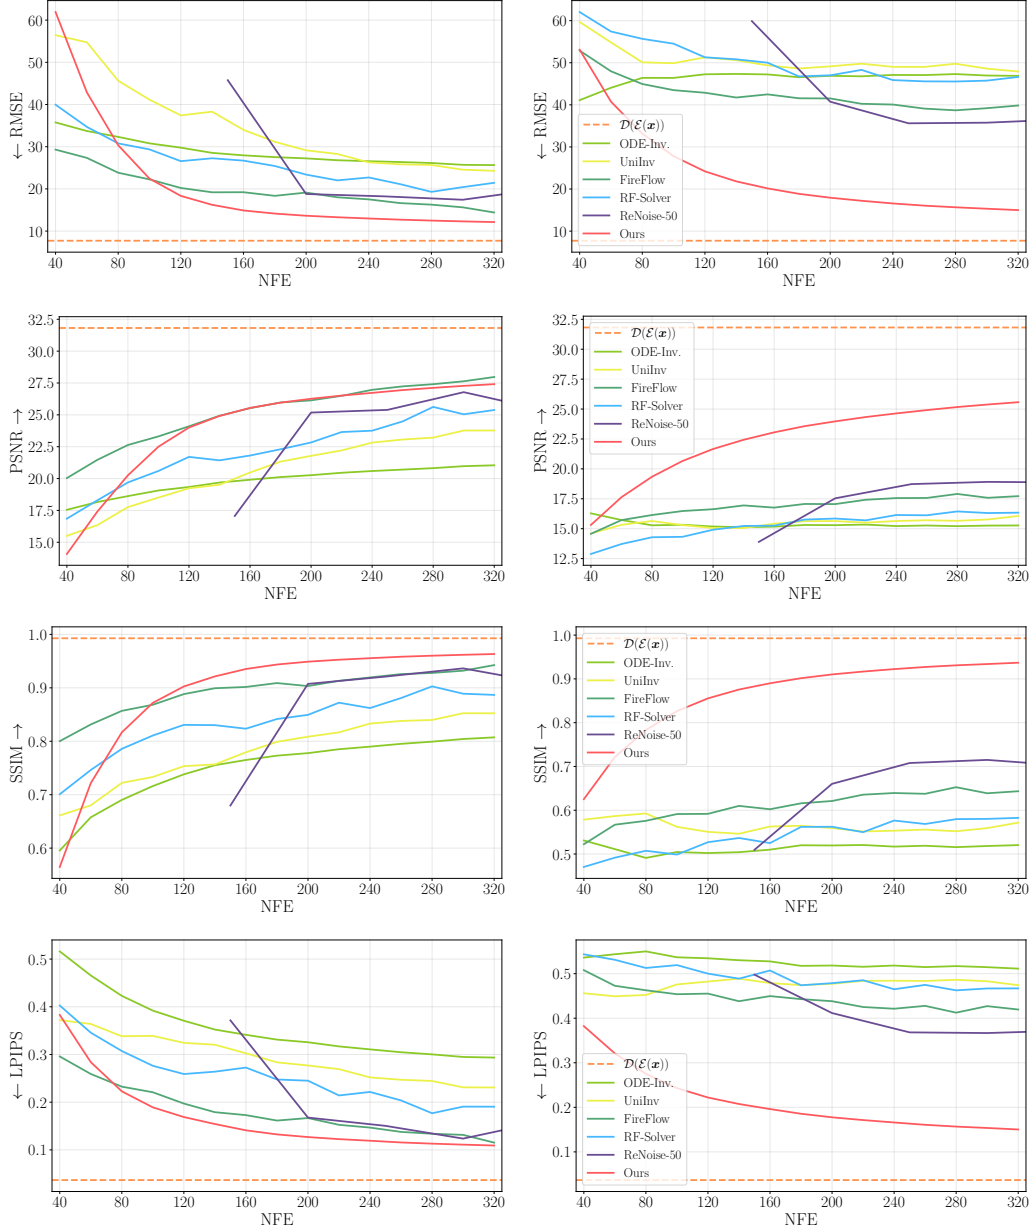 ← RMSE
60
50
40
30
20
10
40 80 120 160 200 240 280 320
NFE
← RMSE
60
50
40
30
20
10
𝒟(ℰ(𝒙))
ODE-Inv.
UniInv
FireFlow
RF-Solver
ReNoise-50
Ours
40 80 120 160 200 240 280 320
NFE
PSNR →
32.5
30.0
27.5
25.0
22.5
20.0
17.5
15.0
40 80 120 160 200 240 280 320
NFE
PSNR →
32.5
30.0
27.5
25.0
22.5
20.0
17.5
15.0
12.5
𝒟(ℰ(𝒙))
ODE-Inv.
UniInv
FireFlow
RF-Solver
ReNoise-50
Ours
40 80 120 160 200 240 280 320
NFE
SSIM →
1.0
0.9
0.8
0.7
0.6
40 80 120 160 200 240 280 320
NFE
SSIM →
1.0
0.9
0.8
0.7
0.6
0.5
𝒟(ℰ(𝒙))
ODE-Inv.
UniInv
FireFlow
RF-Solver
ReNoise-50
Ours
40 80 120 160 200 240 280 320
NFE
← LPIPS
0.5
0.4
0.3
0.2
0.1
40 80 120 160 200 240 280 320
NFE
← LPIPS
0.5
0.4
0.3
0.2
0.1
𝒟(ℰ(𝒙))
ODE-Inv.
UniInv
FireFlow
RF-Solver
ReNoise-50
Ours
40 80 120 160 200 240 280 320
NFE